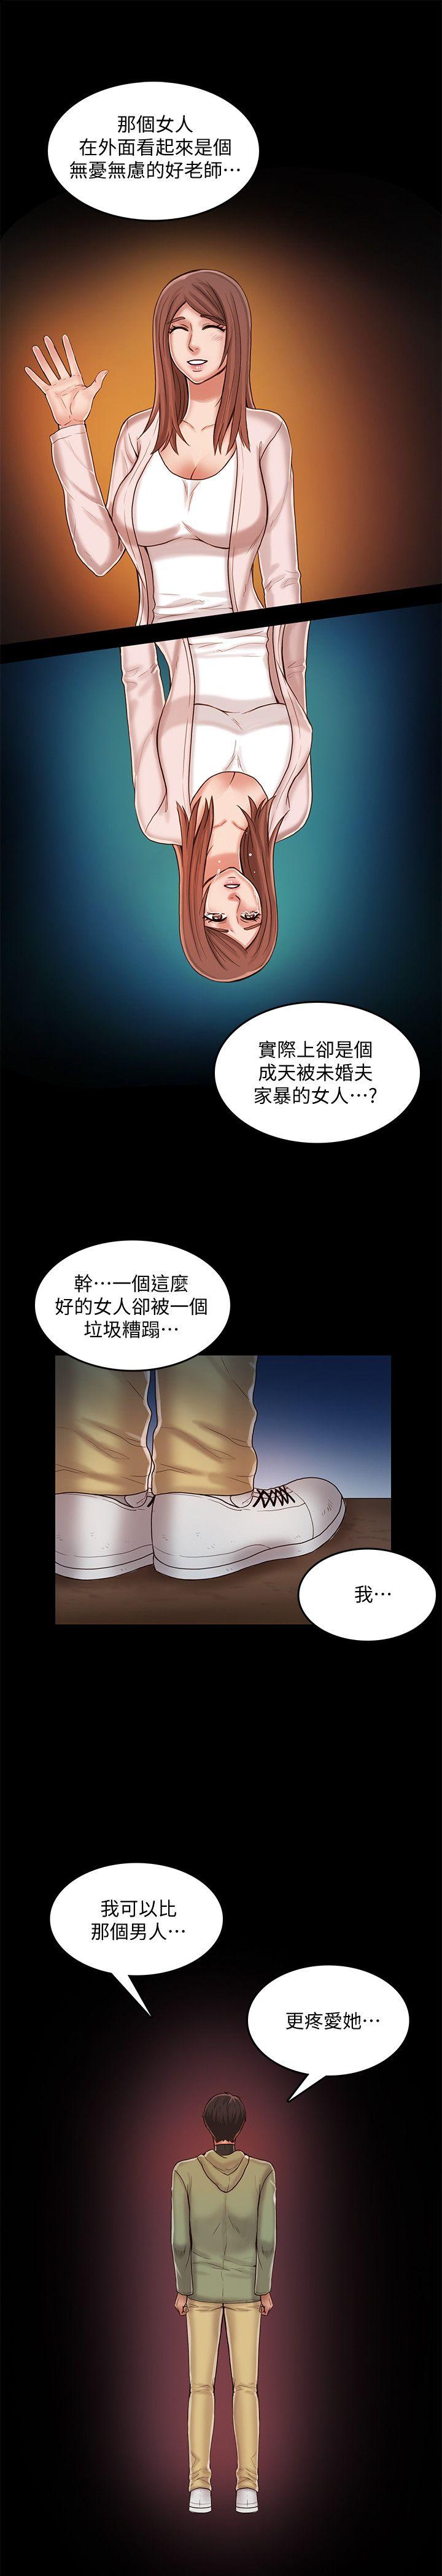 那個女人
在外面看起來是個
無憂無慮的好老師⋯
實際上卻是個
成天被未婚夫
家暴的女人⋯?
幹⋯一個這麼
好的女人卻被一個
垃圾糟蹋⋯
我⋯
我可以比
那個男人⋯
更疼愛她⋯